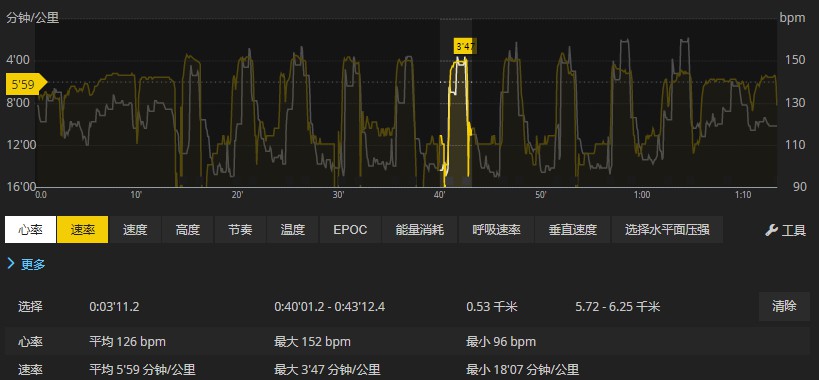 分钟/公里 bpm
3'47
4'00 150
5'59
8'00 130
12'00 110
16'00 90
0.0 10' 20' 30' 40' 50' 1:00 1:10
心率 速率 速度 高度 节奏 温度 EPOC 能量消耗 呼吸速率 垂直速度 选择水平面压强 工具
更多
选择 0:03'11.2 0:40'01.2 - 0:43'12.4 0.53 千米 5.72 - 6.25 千米 清除
心率 平均 126 bpm 最大 152 bpm 最小 96 bpm
速率 平均 5'59 分钟/公里 最大 3'47 分钟/公里 最小 18'07 分钟/公里